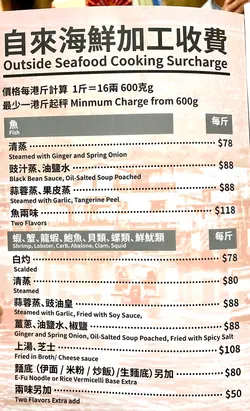 自來海鮮加工收費
Outside Seafood Cooking Surcharge
價格每港斤計算 1斤=16兩 600克g
最少一港斤起秤 Minmum Charge from 600g
魚 每斤
Fish
清蒸 $78
Steamed with Ginger and Spring Onion
豉汁蒸、油鹽水 $88
Black Bean Sauce, Oil-Salted Soup Poached
蒜蓉蒸、果皮蒸 $88
Steamed with Garlic, Tangerine Peel
魚兩味 $118
Two Flavors
蝦、蟹、龍蝦、鮑魚、貝類、螺類、鮮魷類 每斤
Shrimp, Lobster, Carb, Abalone, Clam, Squid
白灼 $78
Scalded
清蒸 $80
Steamed
蒜蓉蒸、豉油皇 $88
Steamed with Garlic, Fried with Soy Sauce,
薑蔥、油鹽水、椒鹽 $88
Ginger and Spring Onion, Oil-Salted Soup Poached, Fried with Spicy Salt
上湯、芝士 $108
Fried in Broth/ Cheese sauce
麵底 (伊面 / 米粉 / 炒飯) /生麵底) 另加 $80
E-Fu Noodle or Rice Vermicelli Base Extra
兩味另加 $50
Two Flavors Extra add